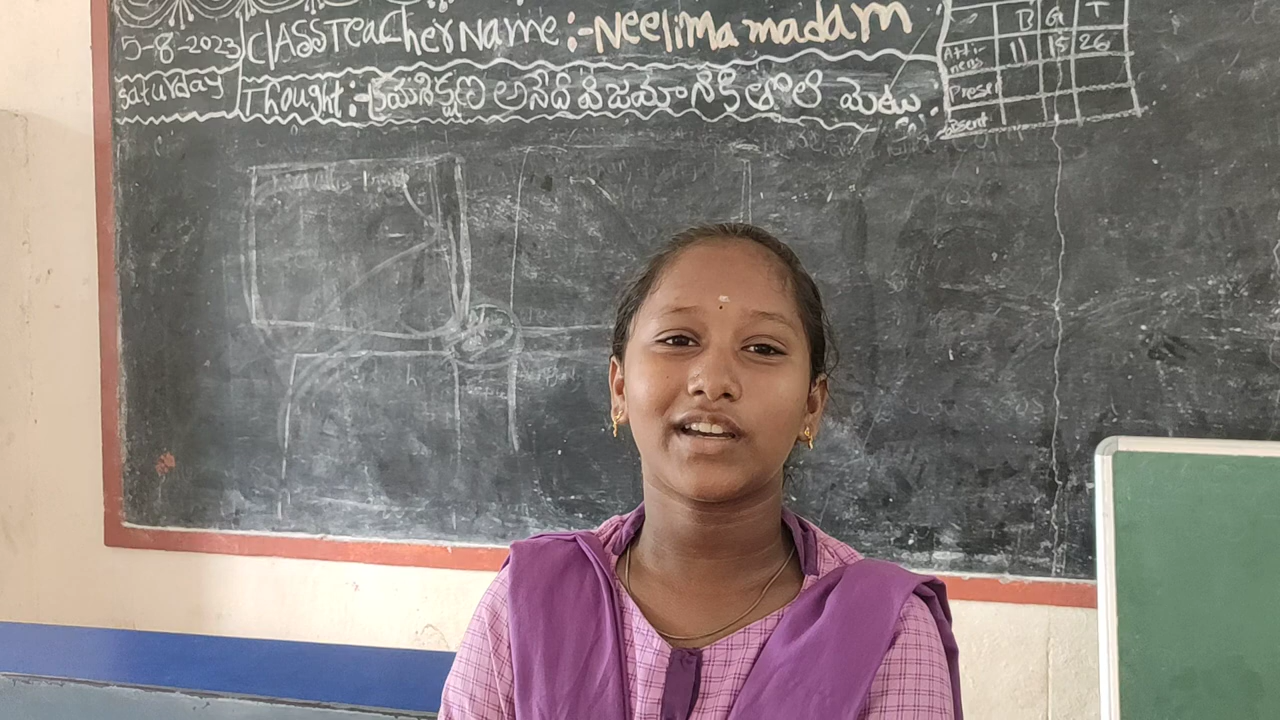 5-8-2023 Class Teacher Name :- Neelima madam
Saturday Thought :- క్రమశిక్షణ అనేది విజయానికి తొలి మెట్టు.
B G T
Atti- 11 15 26
Present
Absent